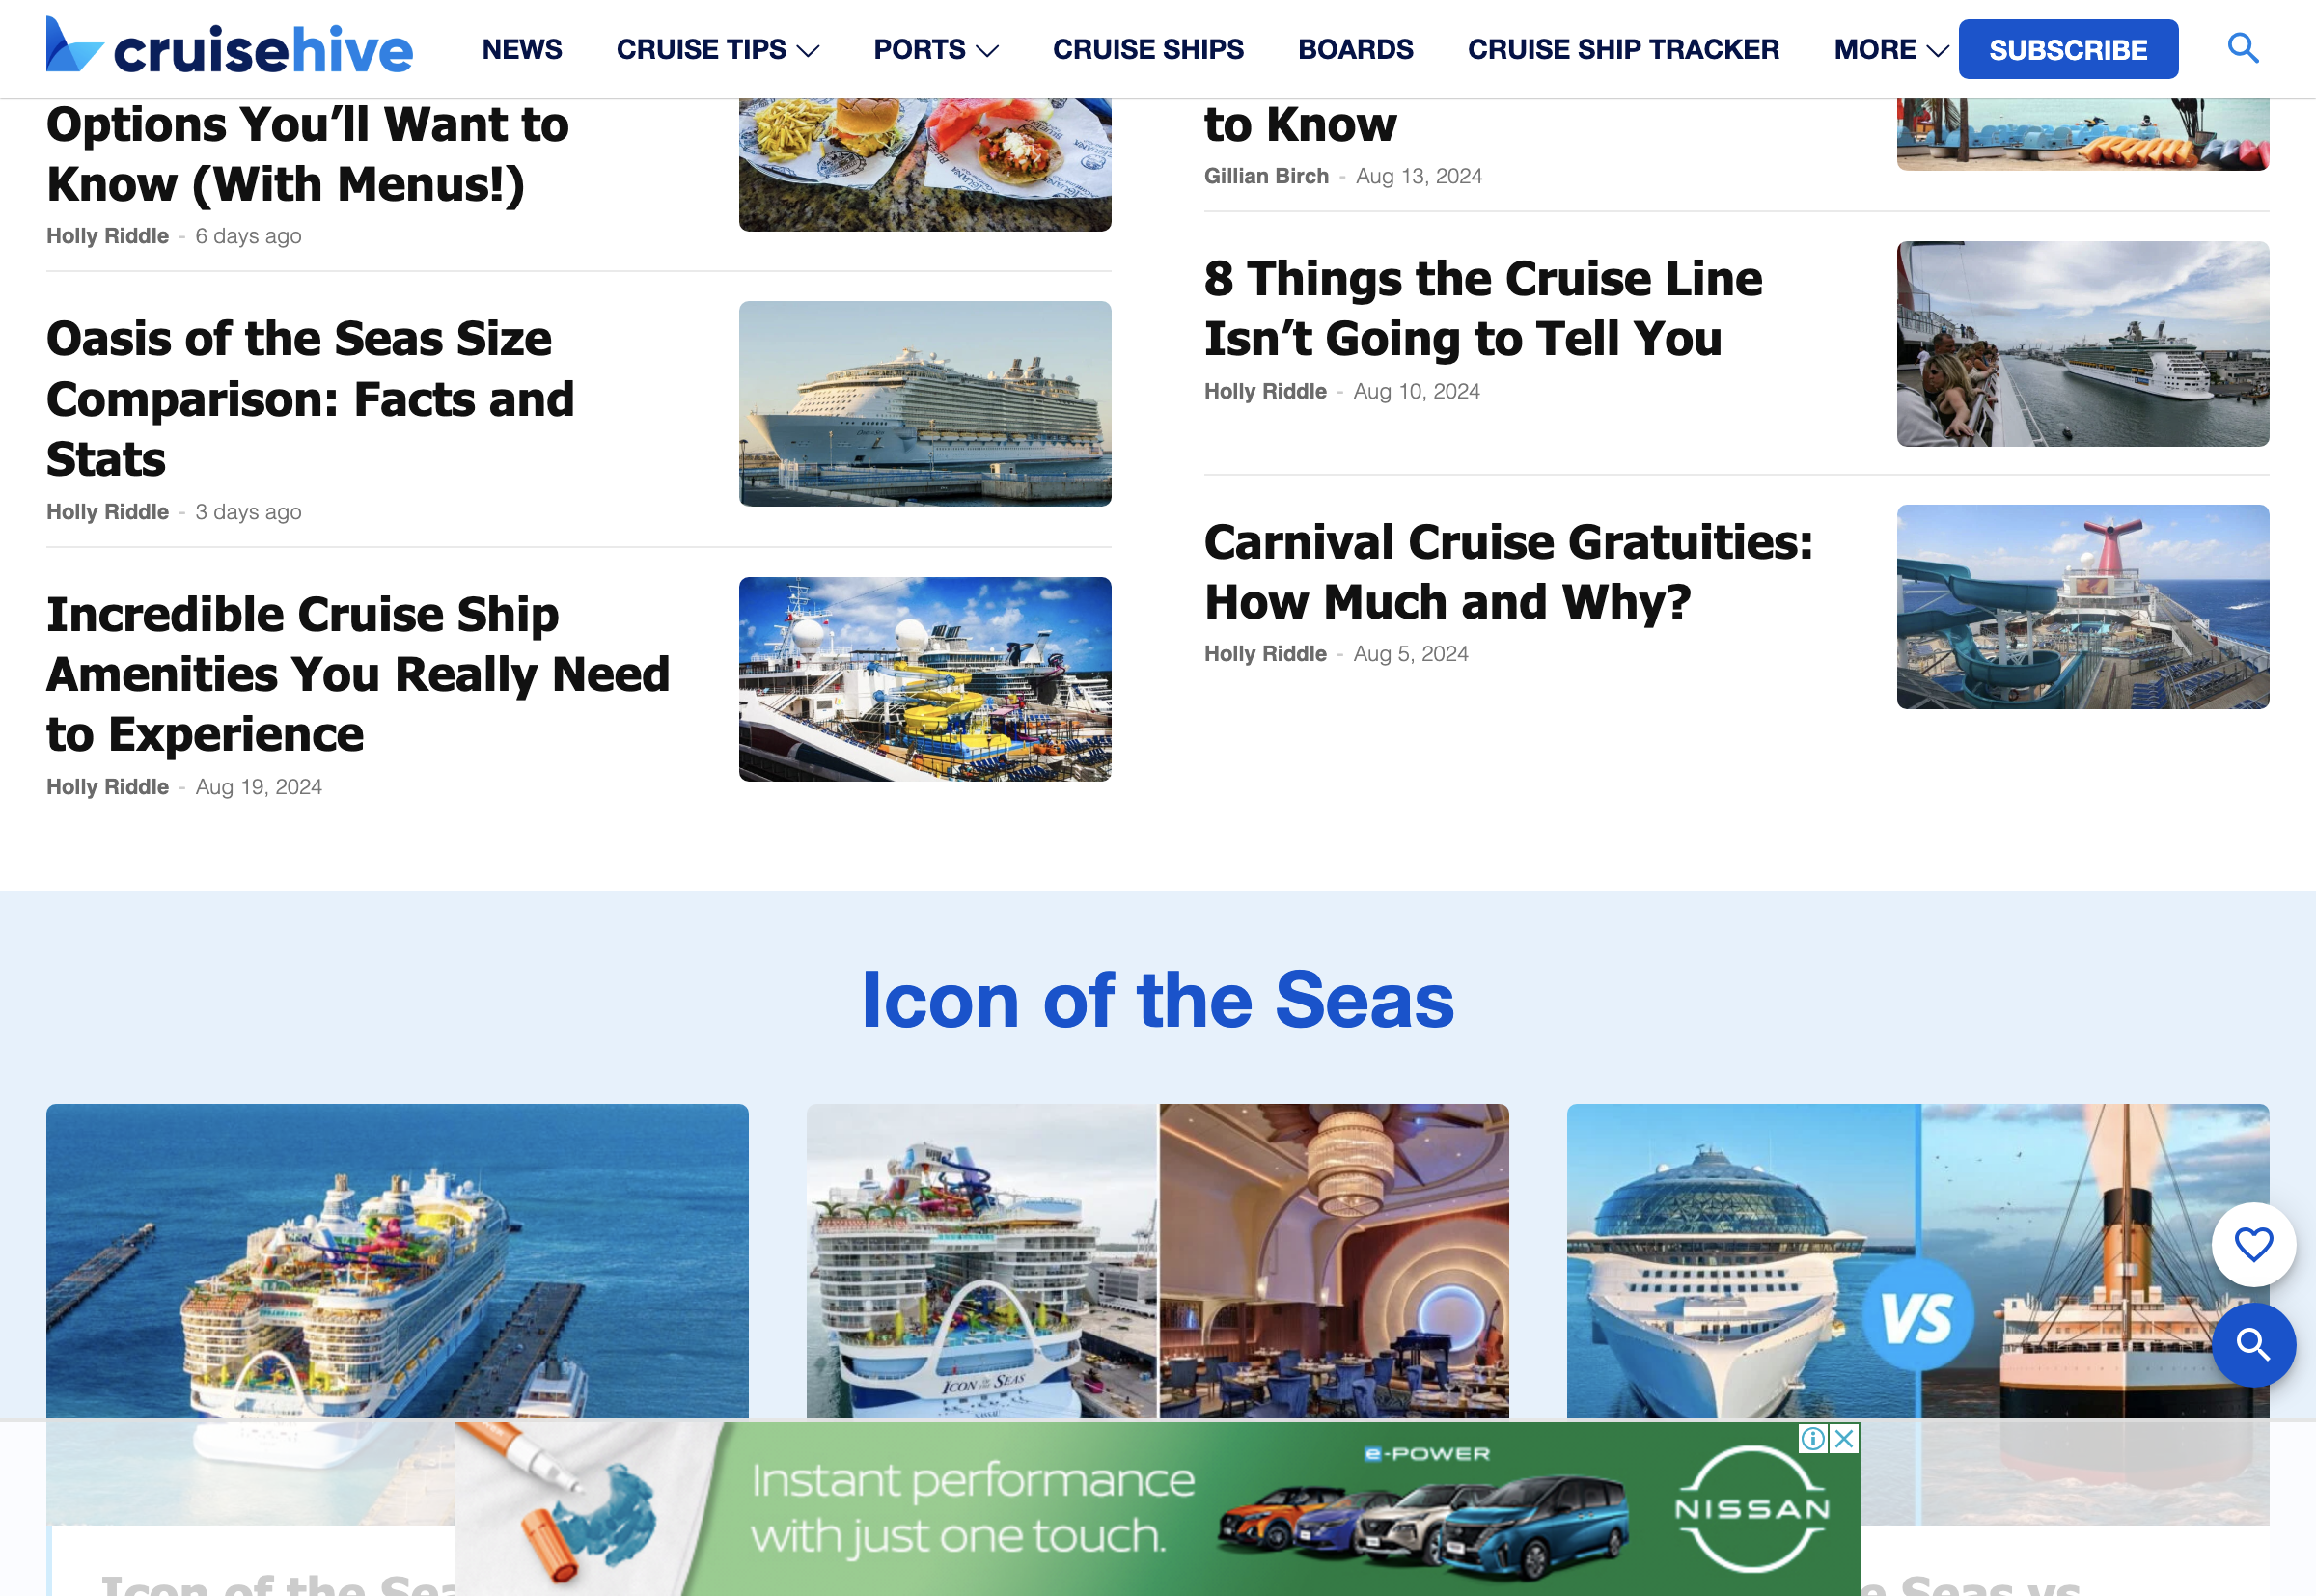 cruisehive
NEWS
CRUISE TIPS
PORTS
CRUISE SHIPS
BOARDS
CRUISE SHIP TRACKER
MORE
SUBSCRIBE
Options You’ll Want to
Know (With Menus!)
Holly Riddle - 6 days ago
Oasis of the Seas Size
Comparison: Facts and
Stats
Holly Riddle - 3 days ago
Incredible Cruise Ship
Amenities You Really Need
to Experience
Holly Riddle - Aug 19, 2024
to Know
Gillian Birch - Aug 13, 2024
8 Things the Cruise Line
Isn’t Going to Tell You
Holly Riddle - Aug 10, 2024
Carnival Cruise Gratuities:
How Much and Why?
Holly Riddle - Aug 5, 2024
Icon of the Seas
ICON OF THE SEAS
VS
Instant performance
with just one touch.
e-POWER
NISSAN
Icon of the Sea
e Seas vs